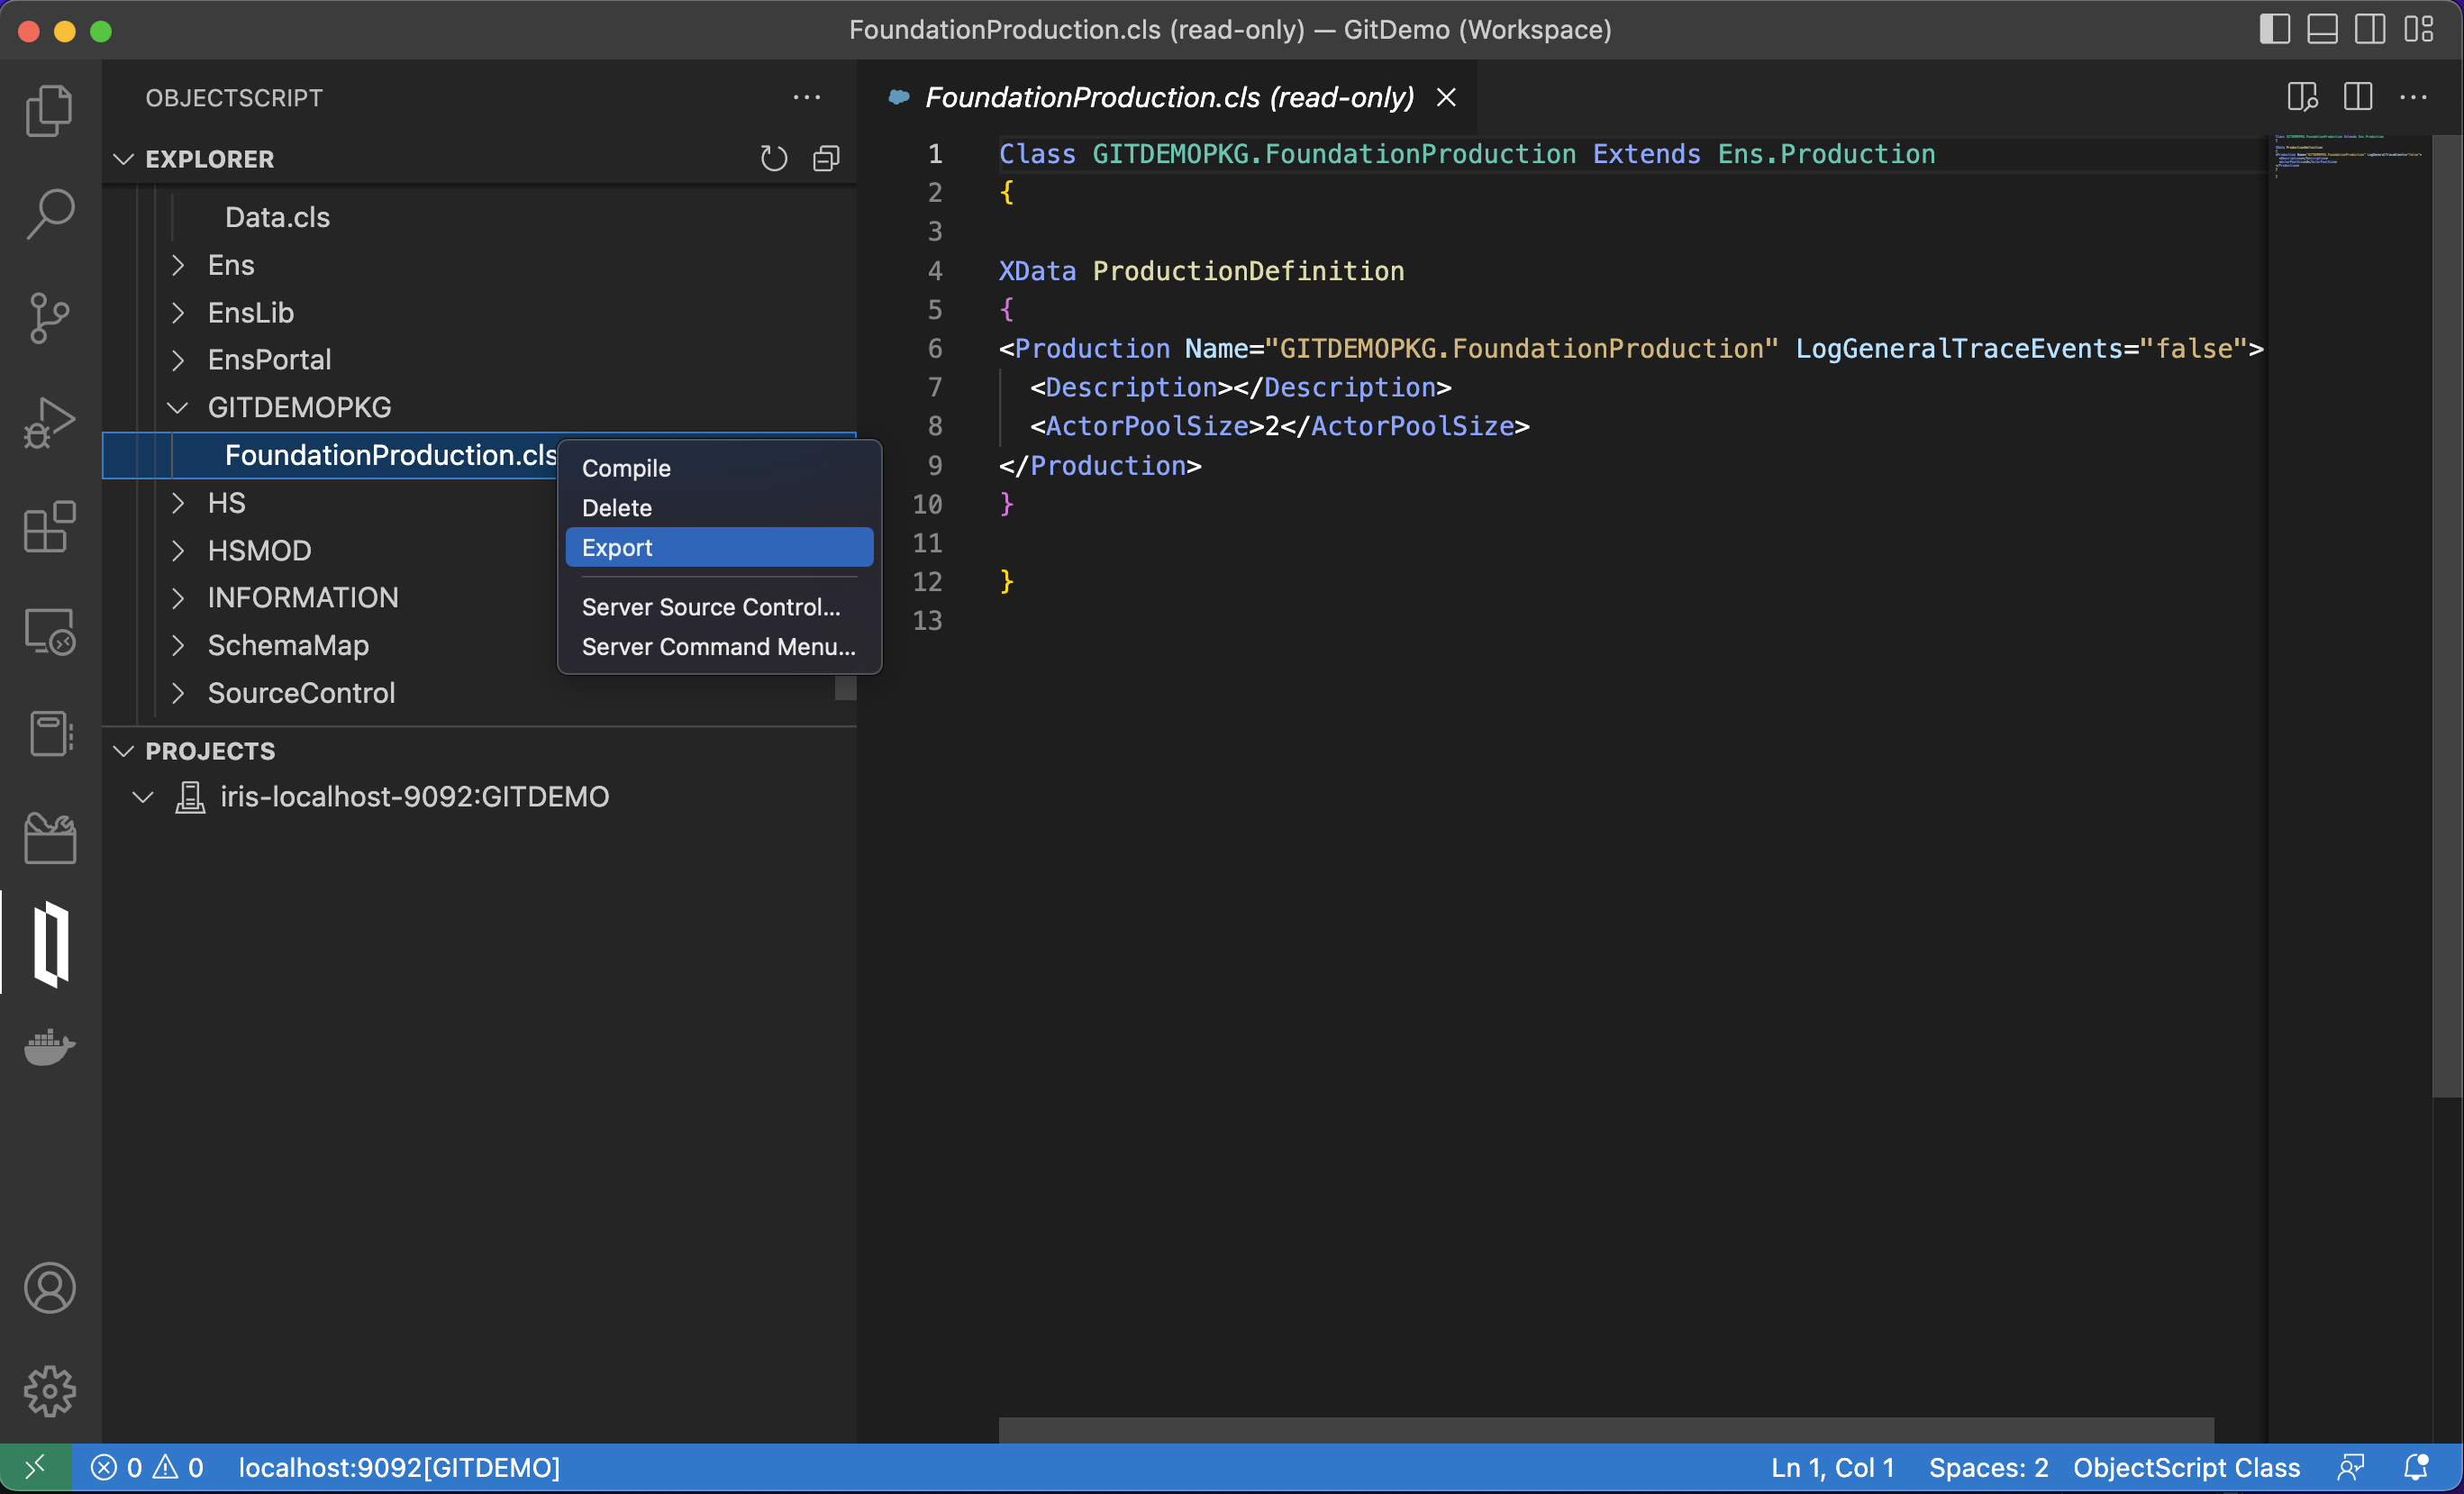 FoundationProduction.cls (read-only) — GitDemo (Workspace)
OBJECTSCRIPT
EXPLORER
Data.cls
Ens
EnsLib
EnsPortal
GITDEMOPKG
FoundationProduction.cls
HS
HSMOD
INFORMATION
SchemaMap
SourceControl
Compile
Delete
Export
Server Source Control...
Server Command Menu...
PROJECTS
iris-localhost-9092:GITDEMO
FoundationProduction.cls (read-only)
1 Class GITDEMOPKG.FoundationProduction Extends Ens.Production
2 {
3
4 XData ProductionDefinition
5 {
6 <Production Name="GITDEMOPKG.FoundationProduction" LogGeneralTraceEvents="false">
7 <Description></Description>
8 <ActorPoolSize>2</ActorPoolSize>
9 </Production>
10 }
11
12 }
13
0 0 localhost:9092[GITDEMO]
Ln 1, Col 1 Spaces: 2 ObjectScript Class